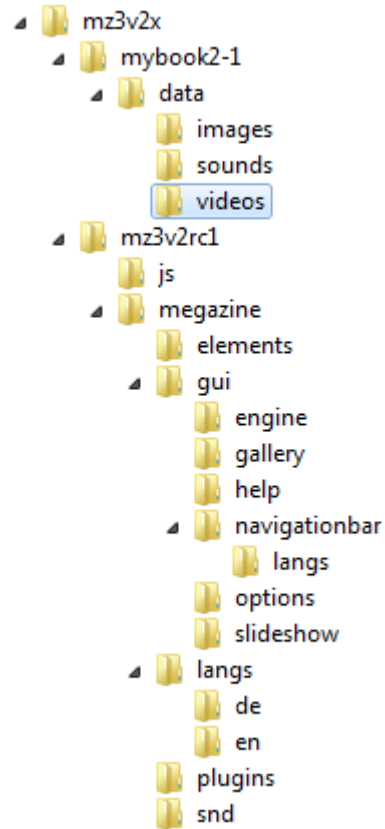 mz3v2x
mybook2-1
data
images
sounds
videos
mz3v2rc1
js
megazine
elements
gui
engine
gallery
help
navigationbar
langs
options
slideshow
langs
de
en
plugins
snd